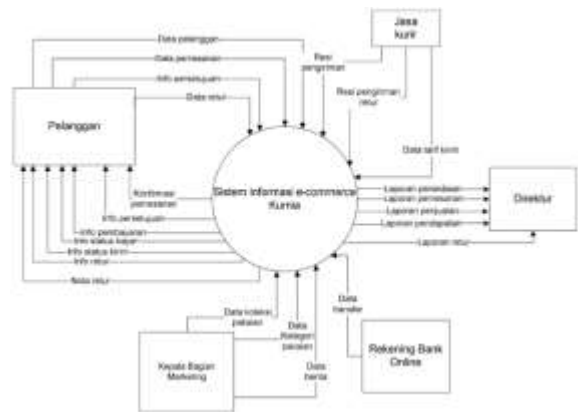 Data pelanggan
Data pemesanan
Info persetujuan
Data retur
Pelanggan
Jasa
kurir
Resi
pengiriman
Resi pengiriman
retur
Data tarif kirim
Sistem informasi e-commerce
Kurnia
Konfirmasi
pemesanan
Info persetujuan
Info pembayaran
Info status bayar
Info status kirim
Info retur
Nota retur
Laporan persediaan
Laporan pemesanan
Laporan penjualan
Laporan pendapatan
Laporan retur
Direktur
Data koleksi
pakaian
Data
Kategori
pakaian
Data
berita
Data
transfer
Kepala Bagian
Marketing
Rekening Bank
Online